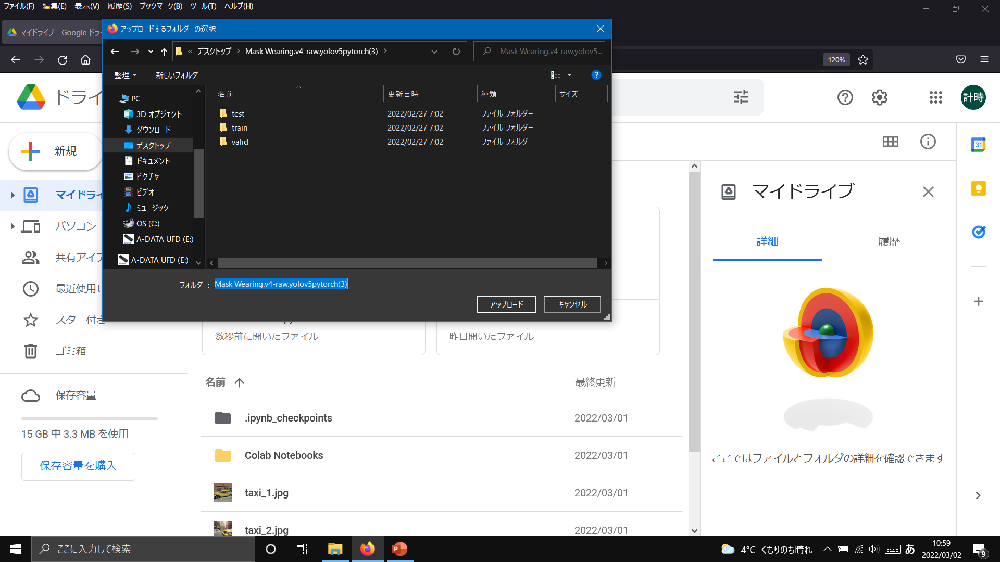 ファイル(F) 編集(E) 表示(V) 履歴(S) ブックマーク(B) ツール(T) ヘルプ(H)
マイドライブ - Google ドラ
アップロードするフォルダーの選択
« デスクトップ › Mask Wearing.v4-raw.yolov5pytorch(3) ›
Mask Wearing.v4-raw.yolov5...
120%
整理 新しいフォルダー
?
ドライ
計時
PC
3D オブジェクト
ダウンロード
デスクトップ
ドキュメント
ピクチャ
ビデオ
ミュージック
OS (C:)
A-DATA UFD (E:)
A-DATA UFD (E:)
名前 更新日時 種類 サイズ
test 2022/02/27 7:02 ファイル フォルダー
train 2022/02/27 7:02 ファイル フォルダー
valid 2022/02/27 7:02 ファイル フォルダー
フォルダー: Mask Wearing.v4-raw.yolov5pytorch(3)
アップロード キャンセル
新規
マイドライ
パソコン
共有アイテ
最近使用し
スター付き
ゴミ箱
保存容量
15 GB 中 3.3 MB を使用
保存容量を購入
数秒前に開いたファイル
昨日開いたファイル
名前 最終更新
.ipynb_checkpoints 2022/03/01
Colab Notebooks 2022/03/01
taxi_1.jpg 2022/03/01
taxi_2.jpg 2022/03/01
マイドライブ
詳細 履歴
ここではファイルとフォルダの詳細を確認できます
31
ここに入力して検索
P
4°C くもりのち晴れ
あ
10:59
2022/03/02
9